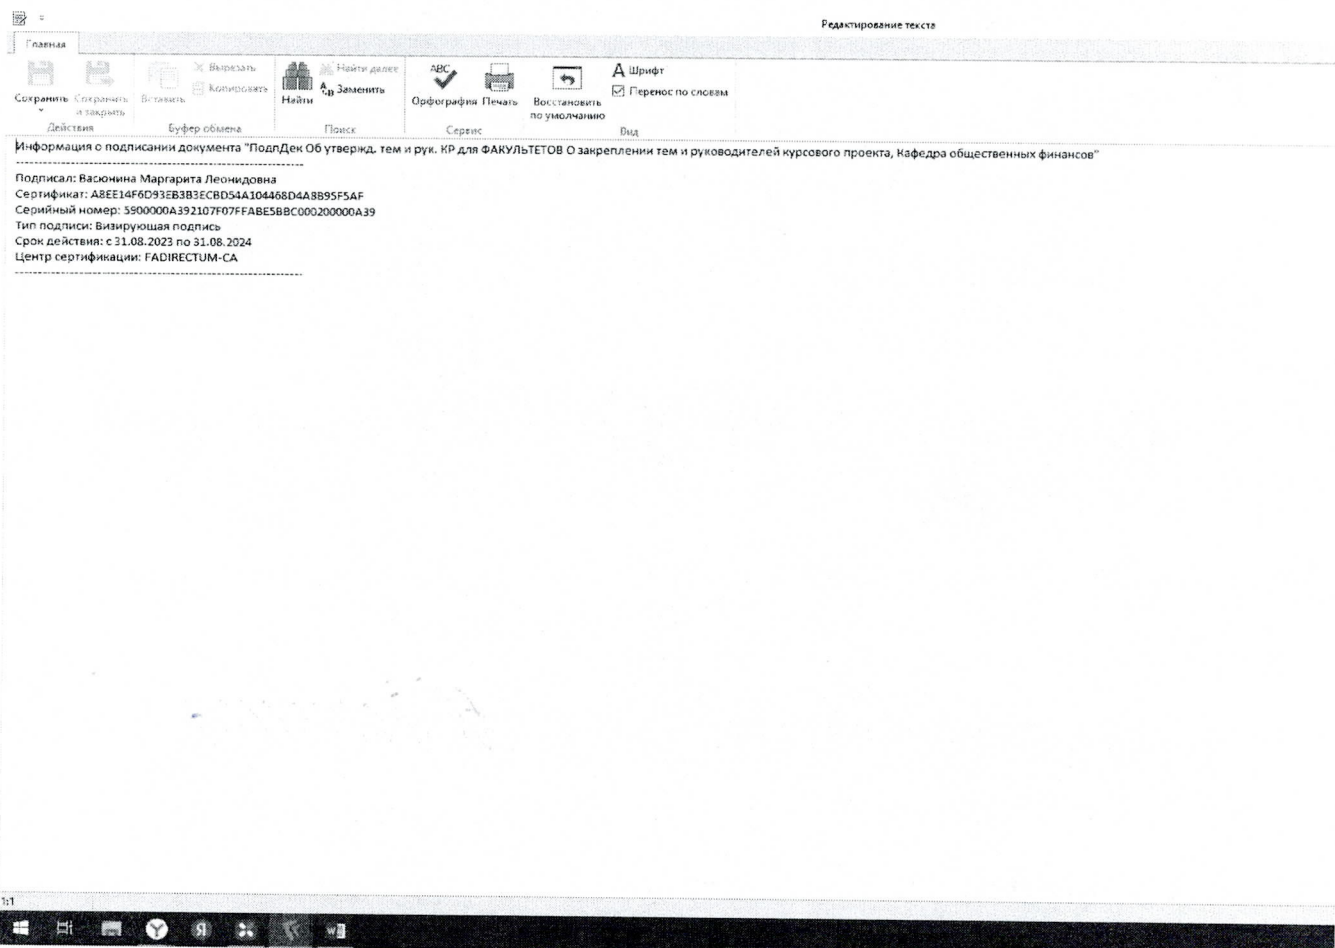 Редактирование текста
Главная
Сохранить
Сохранить и закрыть
Действия
Вставить
Вырезать
Копировать
Буфер обмена
Найти
Найти далее
Заменить
Поиск
ABC
Орфография
Печать
Сервис
Восстановить по умолчанию
Шрифт
Перенос по словам
Вид
Информация о подписании документа "ПодпДек Об утвержд. тем и рук. КР для ФАКУЛЬТЕТОВ О закреплении тем и руководителей курсового проекта, Кафедра общественных финансов"
Подписал: Васюнина Маргарита Леонидовна
Сертификат: A8EE14F6D93EB3B3ECBD54A104468D4A8B95F5AF
Серийный номер: 5900000A392107F07FFABE5BBC000200000A39
Тип подписи: Визирующая подпись
Срок действия: с 31.08.2023 по 31.08.2024
Центр сертификации: FADIRECTUM-CA
1:1